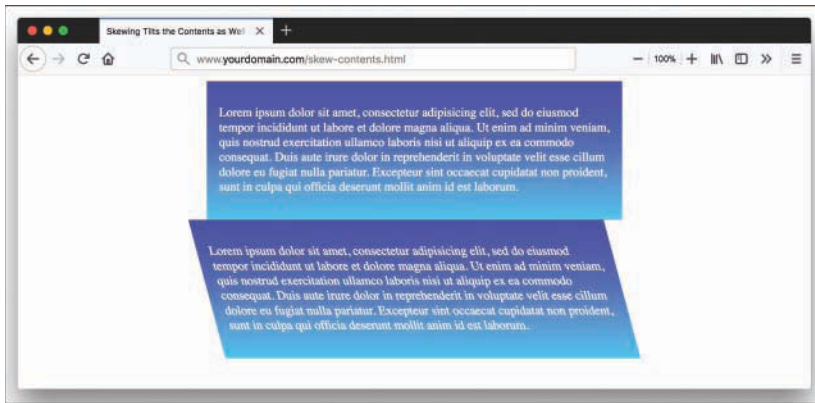 Skewing Tilts the Contents as Wel
www.yourdomain.com/skew-contents.html
100%
Lorem ipsum dolor sit amet, consectetur adipisicing elit, sed do eiusmod
tempor incididunt ut labore et dolore magna aliqua. Ut enim ad minim veniam,
quis nostrud exercitation ullamco laboris nisi ut aliquip ex ea commodo
consequat. Duis aute irure dolor in reprehenderit in voluptate velit esse cillum
dolore eu fugiat nulla pariatur. Excepteur sint occaecat cupidatat non proident,
sunt in culpa qui officia deserunt mollit anim id est laborum.
Lorem ipsum dolor sit amet, consectetur adipisicing elit, sed do eiusmod
tempor incididunt ut labore et dolore magna aliqua. Ut enim ad minim veniam,
quis nostrud exercitation ullamco laboris nisi ut aliquip ex ea commodo
consequat. Duis aute irure dolor in reprehenderit in voluptate velit esse cillum
dolore eu fugiat nulla pariatur. Excepteur sint occaecat cupidatat non proident,
sunt in culpa qui officia deserunt mollit anim id est laborum.